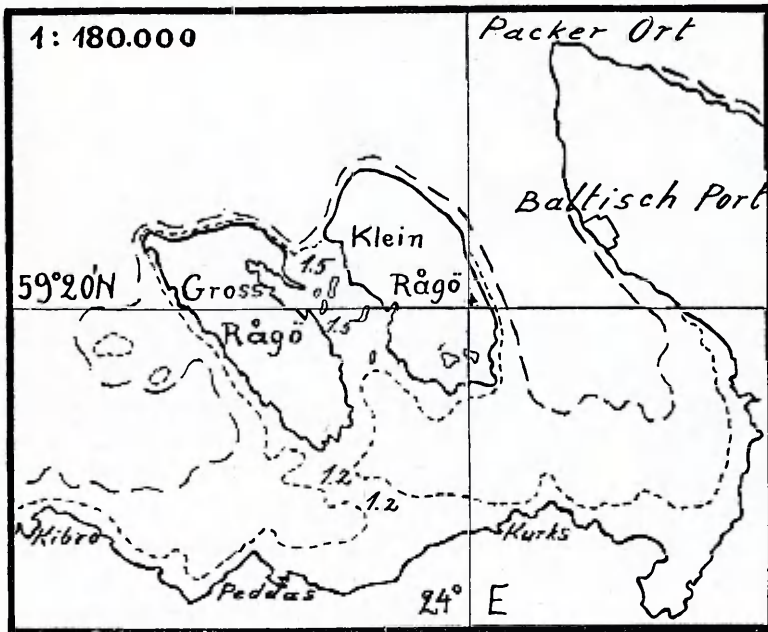 1: 180.000
Packer Ort
Baltisch Port
Klein
Rågö
1.5
59°20'N
Gross
Rågö
1.5
1.2
1.2
Kibro
Peddas
Kurks
24° E